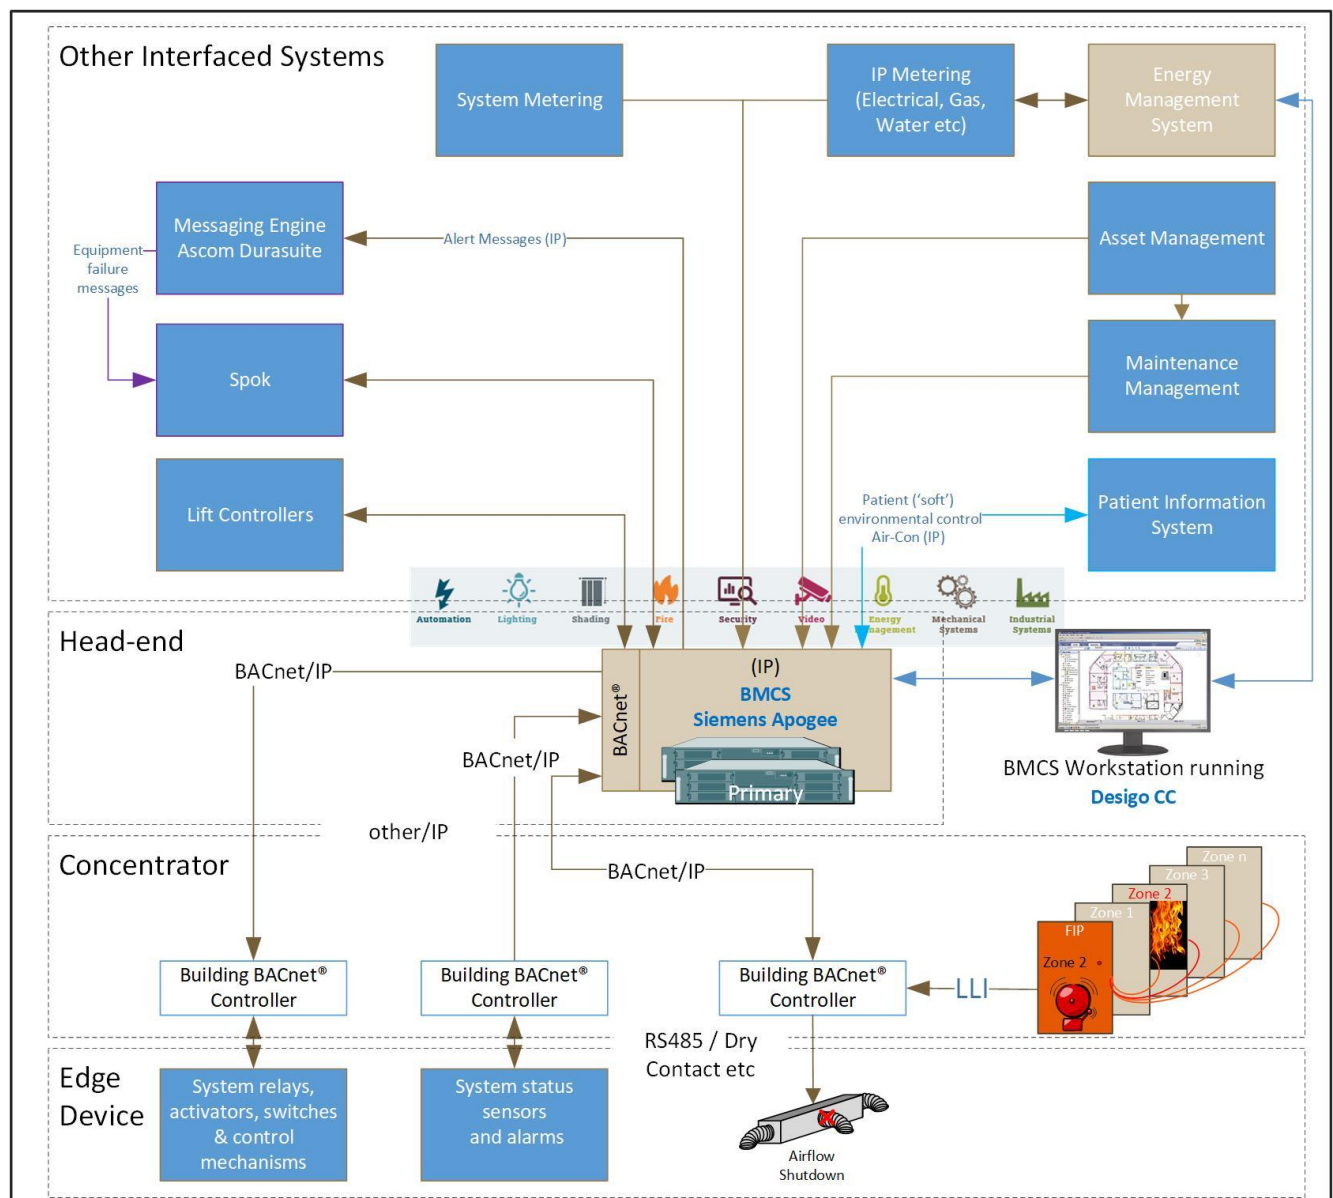 Other Interfaced Systems
System Metering
IP Metering
(Electrical, Gas,
Water etc)
Energy
Management
System
Messaging Engine
Ascom Durasuite
Alert Messages (IP)
Asset Management
Equipment
failure
messages
Spok
Maintenance
Management
Lift Controllers
Patient (‘soft’)
environmental control
Air-Con (IP)
Patient Information
System
Automation
Lighting
Shading
Fire
Security
Video
Energy
nagement
Mechanical
Systems
Industrial
Systems
Head-end
BACnet/IP
BACnet®
(IP)
BMCS
Siemens Apogee
Primary
BACnet/IP
BMCS Workstation running
Desigo CC
other/IP
Concentrator
BACnet/IP
Zone n
Zone 3
Zone 2
Zone 1
FIP
Zone 2
Building BACnet®
Controller
Building BACnet®
Controller
Building BACnet®
Controller
LLI
RS485 / Dry
Contact etc
Edge
Device
System relays,
activators, switches
& control
mechanisms
System status
sensors
and alarms
Airflow
Shutdown